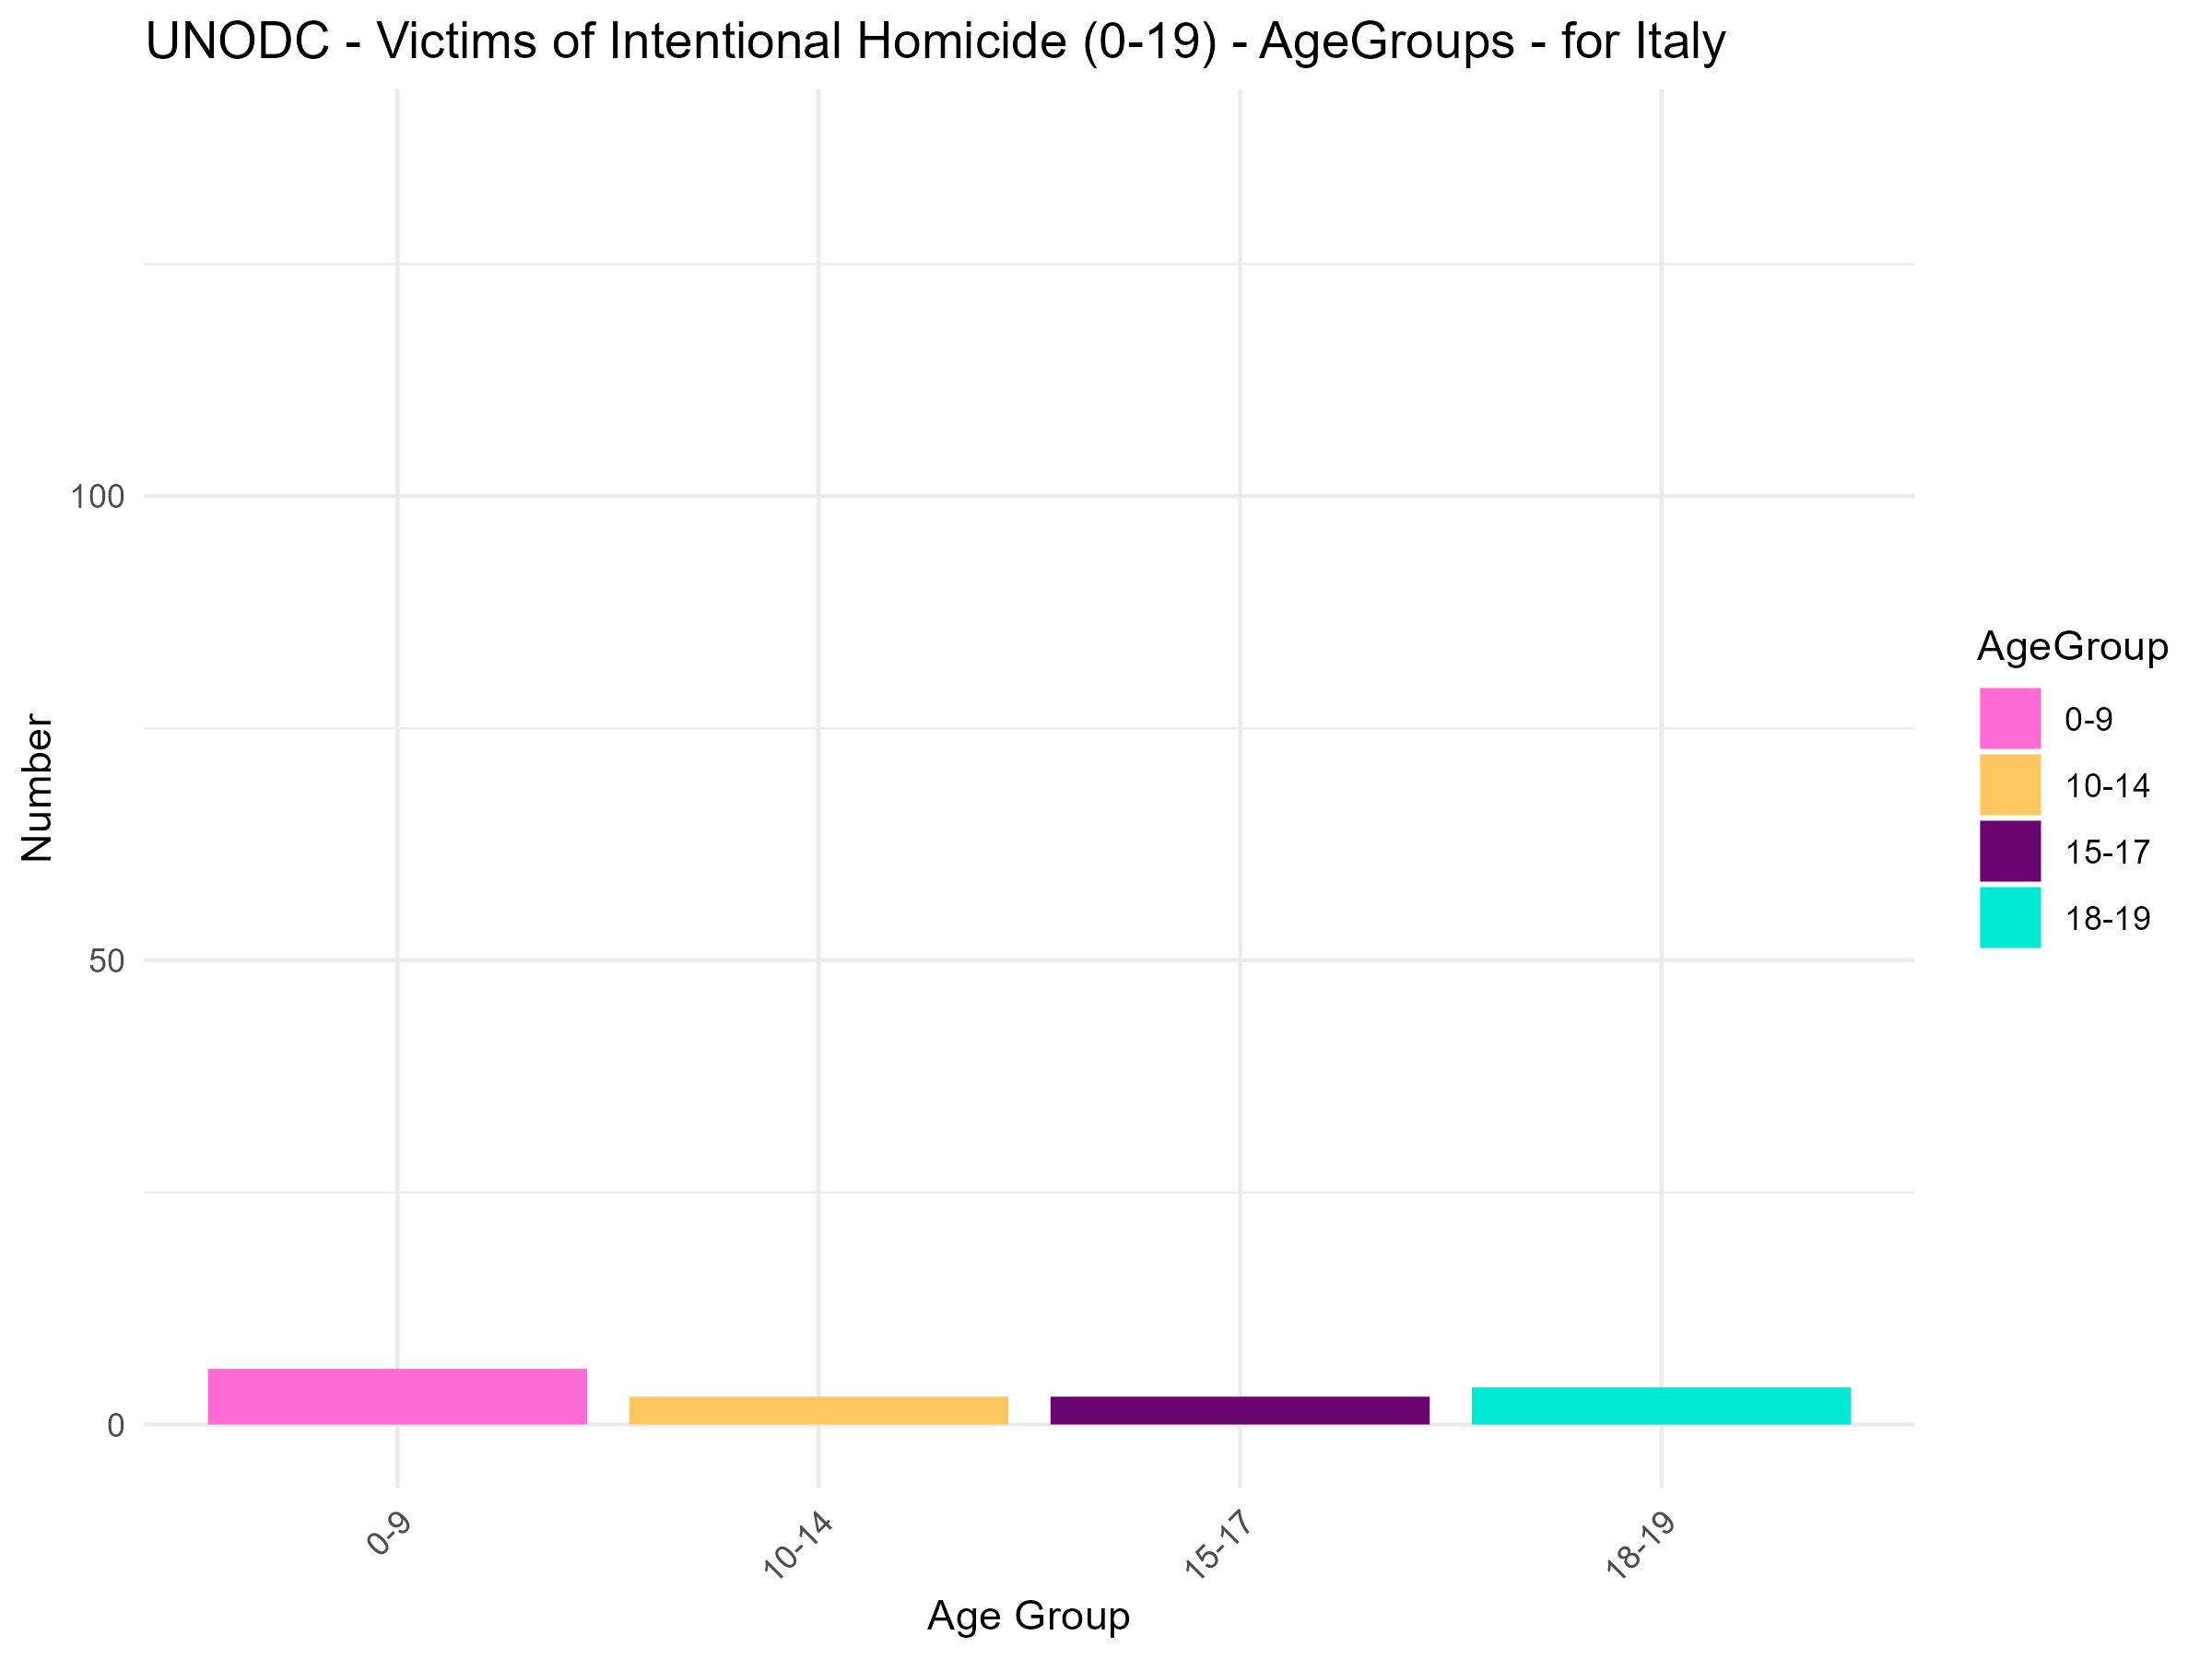 UNODC - Victims of Intentional Homicide (0-19) - AgeGroups - for Italy
Number
100
50
0
0-9
10-14
15-17
18-19
Age Group
AgeGroup
0-9
10-14
15-17
18-19